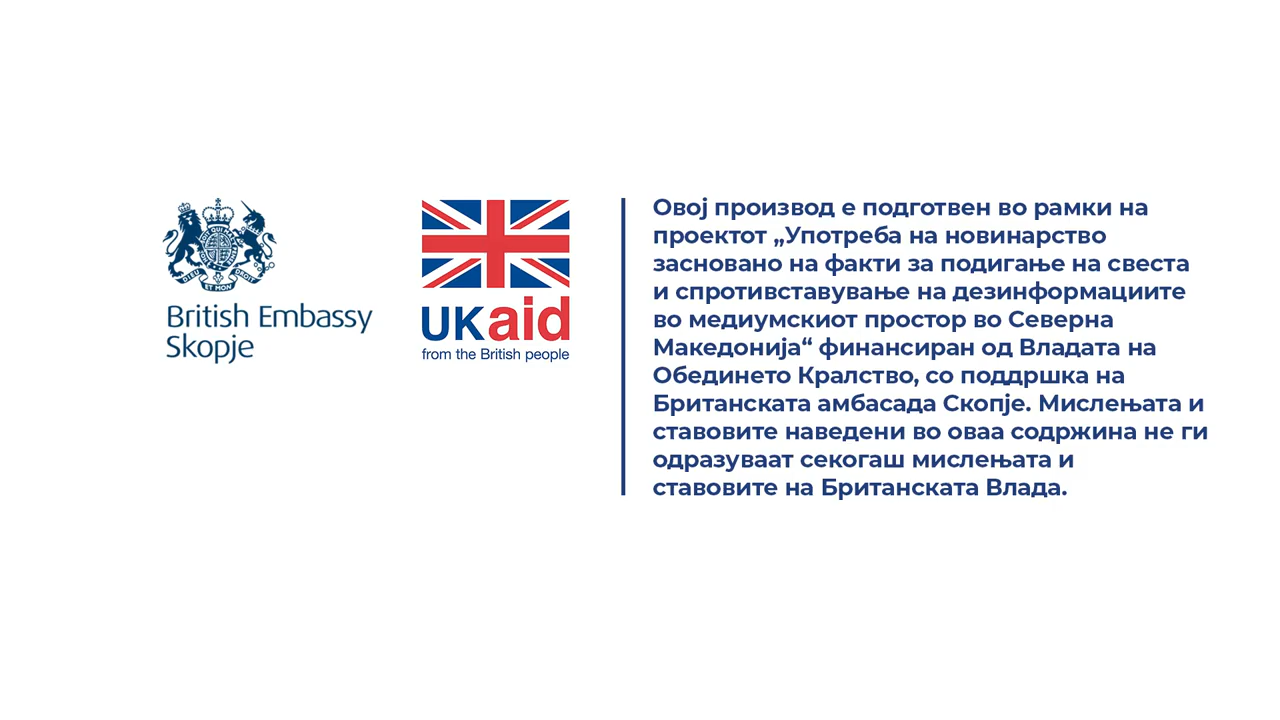 British Embassy
Skopje
UKaid
from the British people
Овој производ е подготвен во рамки на
проектот „Употреба на новинарство
засновано на факти за подигање на свеста
и спротивставување на дезинформациите
во медиумскиот простор во Северна
Македонија“ финансиран од Владата на
Обединето Кралство, со поддршка на
Британската амбасада Скопје. Мислењата и
ставовите наведени во оваа содржина не ги
одразуваат секогаш мислењата и
ставовите на Британската Влада.